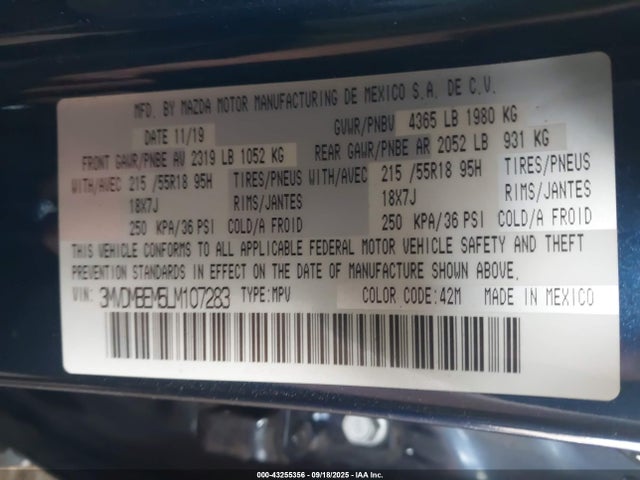 MFD. BY MAZDA MOTOR MANUFACTURING DE MEXICO S.A. DE C.V.
DATE 11/19 GVWR/PNBV 4365 LB 1980 KG
FRONT GAWR/PNBE AV 2319 LB 1052 KG REAR GAWR/PNBE AR 2052 LB 931 KG
WITH/AVEC 215 /55R18 95H TIRES/PNEUS WITH/AVEC 215 /55R18 95H TIRES/PNEUS
18X7J RIMS/JANTES 18X7J RIMS/JANTES
250 KPA/36 PSI COLD/A FROID 250 KPA/36 PSI COLD/A FROID
THIS VEHICLE CONFORMS TO ALL APPLICABLE FEDERAL MOTOR VEHICLE SAFETY AND THEFT
PREVENTION STANDARDS IN EFFECT ON THE DATE OF MANUFACTURE SHOWN ABOVE.
VIN: 3MVDMBEM5LM107283 TYPE:MPV COLOR CODE:42M MADE IN MEXICO
000-43255356 - 09/18/2025 - IAA Inc.